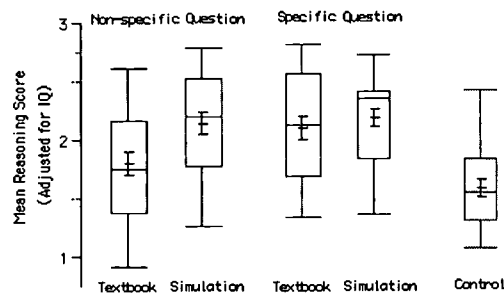 Non-specific Question Specific Question
3
2
1
Mean Reasoning Score
(Adjusted for IQ)
Textbook Simulation Textbook Simulation Control